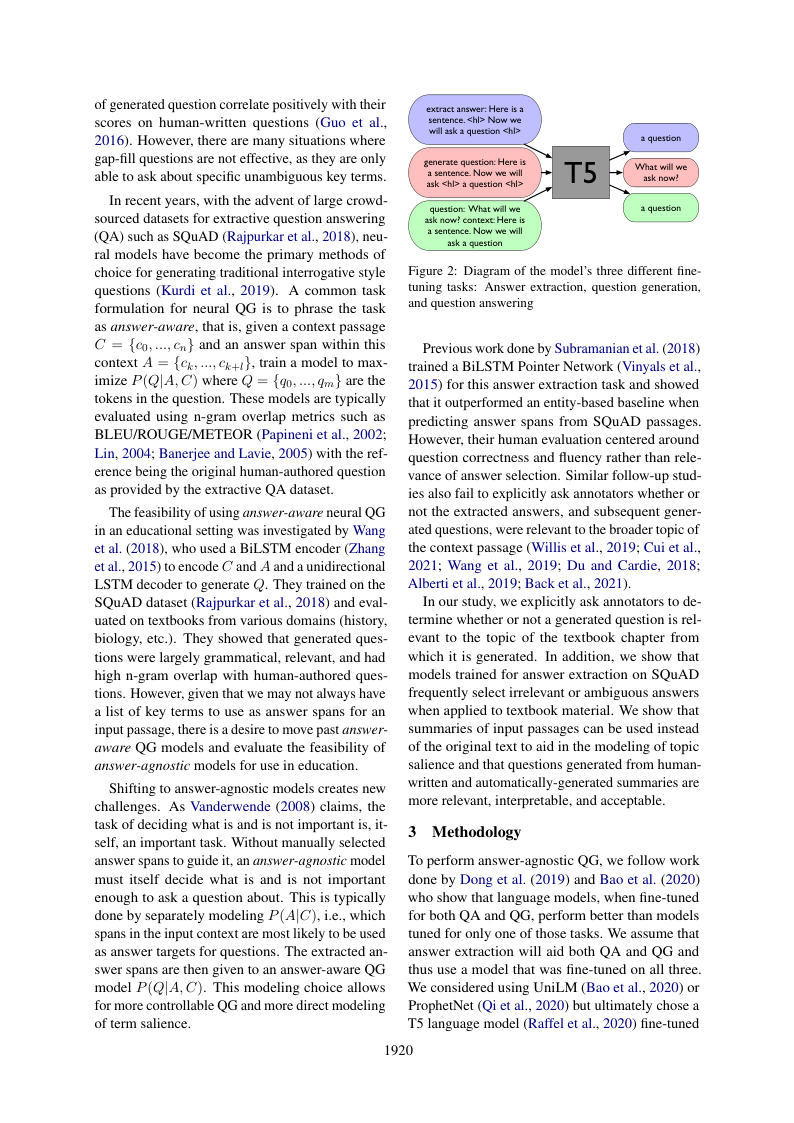 of generated question correlate positively with their
scores on human-written questions (Guo et al.,
2016). However, there are many situations where
gap-fill questions are not effective, as they are only
able to ask about specific unambiguous key terms.
In recent years, with the advent of large crowd-
sourced datasets for extractive question answering
(QA) such as SQuAD (Rajpurkar et al., 2018), neu-
ral models have become the primary methods of
choice for generating traditional interrogative style
questions (Kurdi et al., 2019). A common task
formulation for neural QG is to phrase the task
as answer-aware, that is, given a context passage
C = {c0, ..., cn} and an answer span within this
context A = {ck, ..., ck+l}, train a model to max-
imize P(Q|A, C) where Q = {q0, ..., qm} are the
tokens in the question. These models are typically
evaluated using n-gram overlap metrics such as
BLEU/ROUGE/METEOR (Papineni et al., 2002;
Lin, 2004; Banerjee and Lavie, 2005) with the ref-
erence being the original human-authored question
as provided by the extractive QA dataset.
The feasibility of using answer-aware neural QG
in an educational setting was investigated by Wang
et al. (2018), who used a BiLSTM encoder (Zhang
et al., 2015) to encode C and A and a unidirectional
LSTM decoder to generate Q. They trained on the
SQuAD dataset (Rajpurkar et al., 2018) and eval-
uated on textbooks from various domains (history,
biology, etc.). They showed that generated ques-
tions were largely grammatical, relevant, and had
high n-gram overlap with human-authored ques-
tions. However, given that we may not always have
a list of key terms to use as answer spans for an
input passage, there is a desire to move past answer-
aware QG models and evaluate the feasibility of
answer-agnostic models for use in education.
Shifting to answer-agnostic models creates new
challenges. As Vanderwende (2008) claims, the
task of deciding what is and is not important is, it-
self, an important task. Without manually selected
answer spans to guide it, an answer-agnostic model
must itself decide what is and is not important
enough to ask a question about. This is typically
done by separately modeling P(A|C), i.e., which
spans in the input context are most likely to be used
as answer targets for questions. The extracted an-
swer spans are then given to an answer-aware QG
model P(Q|A, C). This modeling choice allows
for more controllable QG and more direct modeling
of term salience.
extract answer: Here is a
sentence. <hl> Now we
will ask a question <hl>
generate question: Here is
a sentence. Now we will
ask <hl> a question <hl>
question: What will we
ask now? context: Here is
a sentence. Now we will
ask a question
T5
a question
What will we
ask now?
a question
Figure 2: Diagram of the model's three different fine-
tuning tasks: Answer extraction, question generation,
and question answering
Previous work done by Subramanian et al. (2018)
trained a BiLSTM Pointer Network (Vinyals et al.,
2015) for this answer extraction task and showed
that it outperformed an entity-based baseline when
predicting answer spans from SQuAD passages.
However, their human evaluation centered around
question correctness and fluency rather than rele-
vance of answer selection. Similar follow-up stud-
ies also fail to explicitly ask annotators whether or
not the extracted answers, and subsequent gener-
ated questions, were relevant to the broader topic of
the context passage (Willis et al., 2019; Cui et al.,
2021; Wang et al., 2019; Du and Cardie, 2018;
Alberti et al., 2019; Back et al., 2021).
In our study, we explicitly ask annotators to de-
termine whether or not a generated question is rel-
evant to the topic of the textbook chapter from
which it is generated. In addition, we show that
models trained for answer extraction on SQuAD
frequently select irrelevant or ambiguous answers
when applied to textbook material. We show that
summaries of input passages can be used instead
of the original text to aid in the modeling of topic
salience and that questions generated from human-
written and automatically-generated summaries are
more relevant, interpretable, and acceptable.
3 Methodology
To perform answer-agnostic QG, we follow work
done by Dong et al. (2019) and Bao et al. (2020)
who show that language models, when fine-tuned
for both QA and QG, perform better than models
tuned for only one of those tasks. We assume that
answer extraction will aid both QA and QG and
thus use a model that was fine-tuned on all three.
We considered using UniLM (Bao et al., 2020) or
ProphetNet (Qi et al., 2020) but ultimately chose a
T5 language model (Raffel et al., 2020) fine-tuned
1920